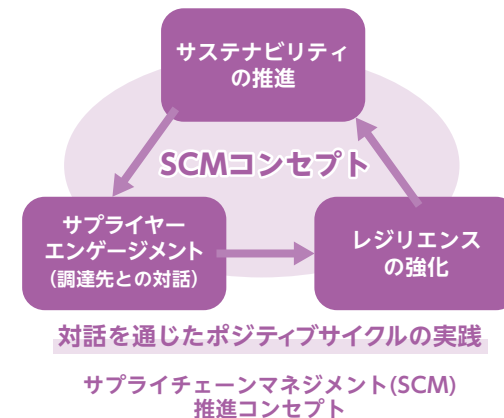 サステナビリティ
の推進
SCMコンセプト
サプライヤー
エンゲージメント
(調達先との対話)
レジリエンス
の強化
対話を通じたポジティブサイクルの実践
サプライチェーンマネジメント(SCM)
推進コンセプト